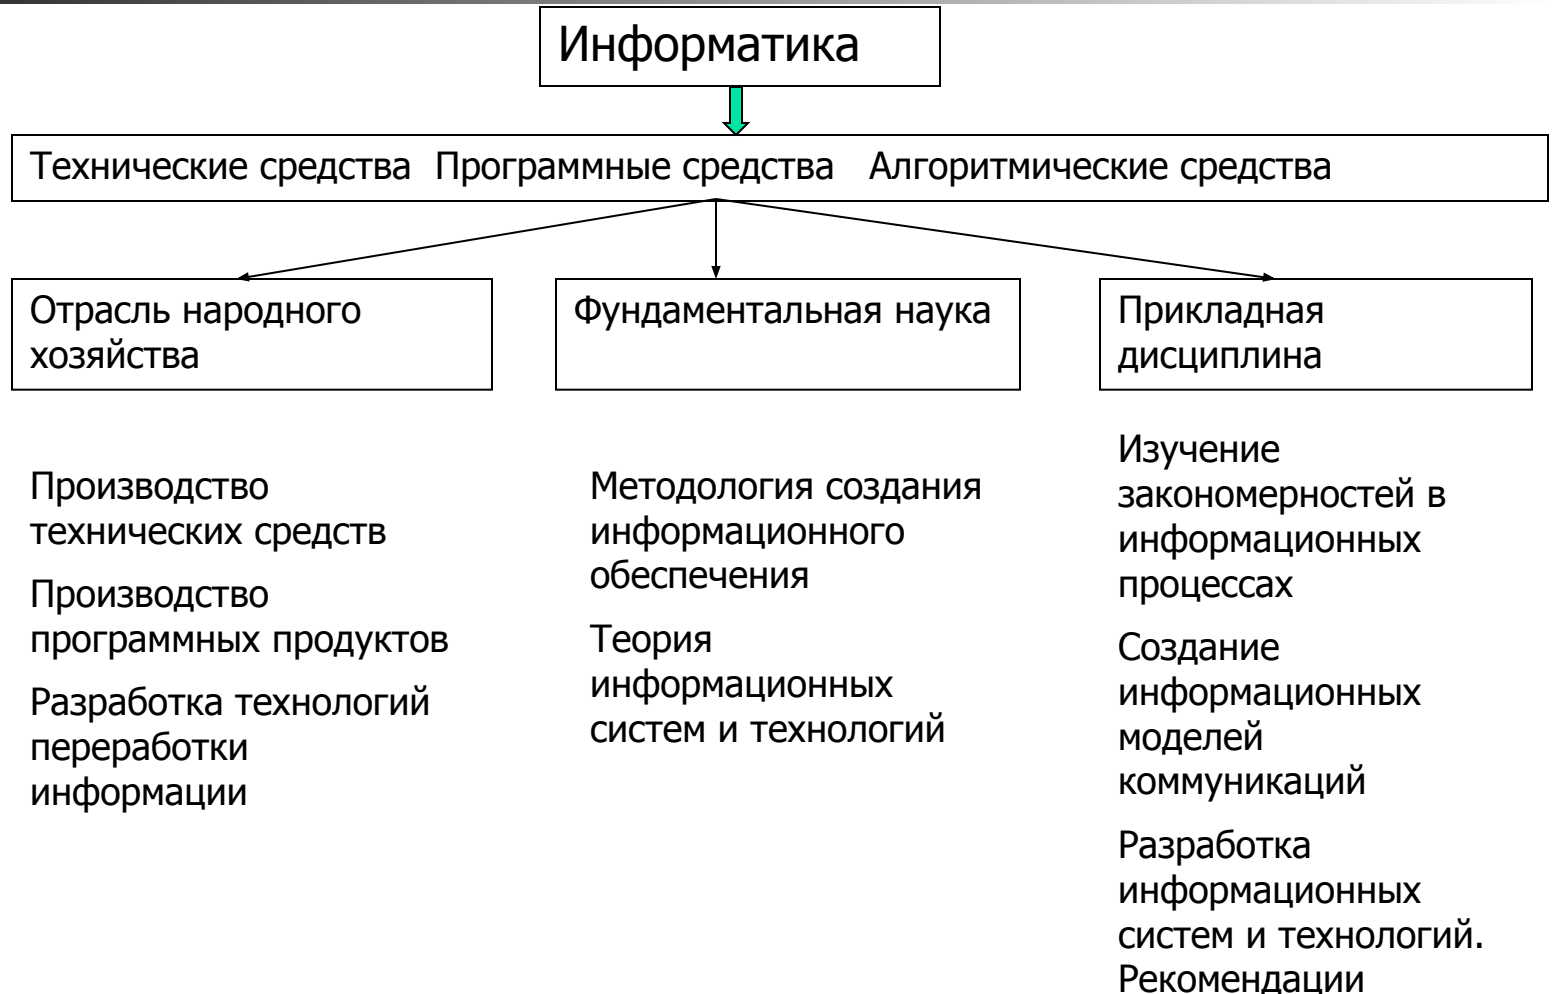 Информатика
Технические средства Программные средства Алгоритмические средства
Отрасль народного
хозяйства
Фундаментальная наука
Прикладная
дисциплина
Производство
технических средств
Производство
программных продуктов
Разработка технологий
переработки
информации
Методология создания
информационного
обеспечения
Теория
информационных
систем и технологий
Изучение
закономерностей в
информационных
процессах
Создание
информационных
моделей
коммуникаций
Разработка
информационных
систем и технологий.
Рекомендации